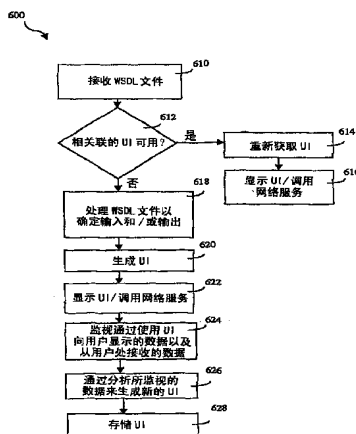 600
接收 WSDL 文件
610
612
相关联的 UI 可用?
是
614
重新获取 UI
显示 UI/调用
网络服务
否
618
处理 WSDL 文件以
确定输入和/或输出
620
生成 UI
622
显示 UI/调用网络服务
624
监视通过使用 UI
向用户显示的数据以及
从用户处接收的数据
626
通过分析所监视的
数据来生成新的 UI
628
存储 UI